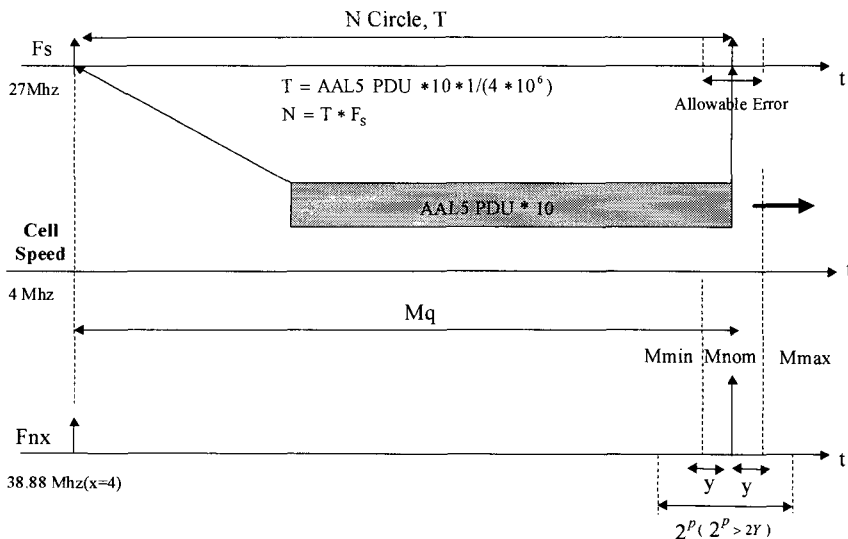 N Circle, T
Fs
t
27Mhz
T = AAL5 PDU *10 *1/(4 * 10^6)
N = T * F_s
Allowable Error
AAL5 PDU * 10
Cell
Speed
t
4 Mhz
Mq
Mmin Mnom Mmax
Fnx
t
38.88 Mhz(x=4)
y y
2^P ( 2^P > 2Y)